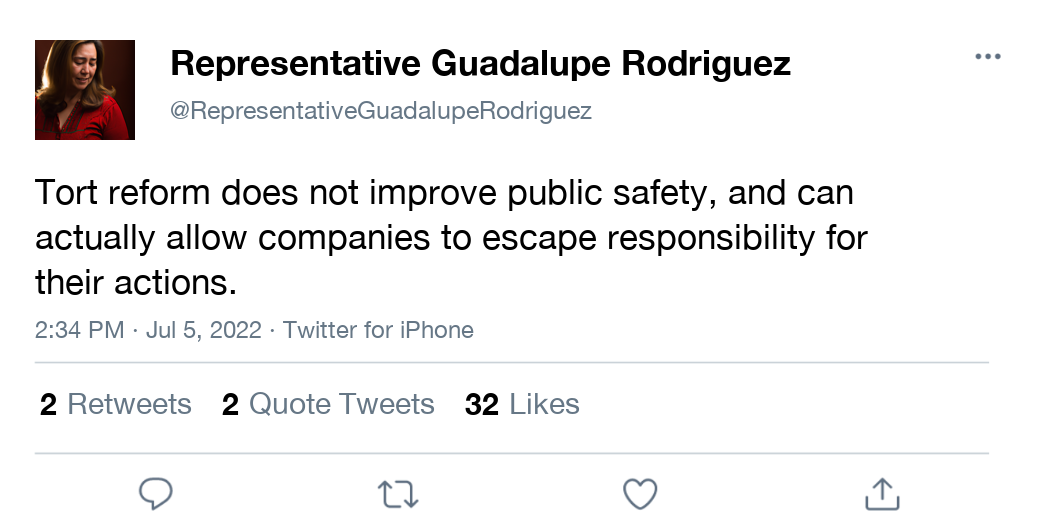 Representative Guadalupe Rodriguez
@RepresentativeGuadalupeRodriguez
Tort reform does not improve public safety, and can
actually allow companies to escape responsibility for
their actions.
2:34 PM · Jul 5, 2022 · Twitter for iPhone
2 Retweets 2 Quote Tweets 32 Likes